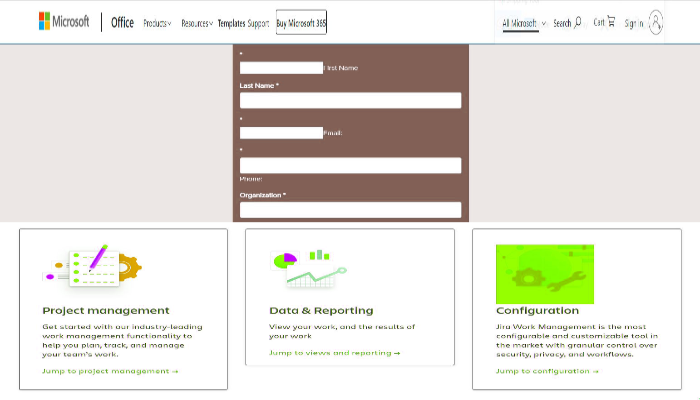 Microsoft Office Products Resources Templates Support Buy Microsoft 365 All Microsoft Search Cart Sign in
*
First Name
Last Name *
*
Email:
*
Phone:
Organization *
Project management
Get started with our industry-leading
work management functionality to
help you plan, track, and manage
your team's work.
Jump to project management →
Data & Reporting
View your work, and the results of
your work
Jump to views and reporting →
Configuration
Jira Work Management is the most
configurable and customizable tool in
the market with granular control over
security, privacy, and workflows.
Jump to configuration →